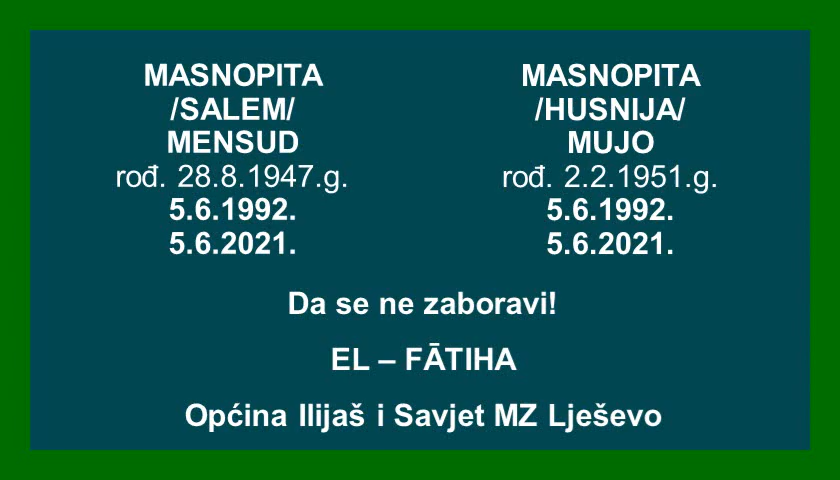 MASNOPITA
/SALEM/
MENSUD
rođ. 28.8.1947.g.
5.6.1992.
5.6.2021.
MASNOPITA
/HUSNIJA/
MUJO
rođ. 2.2.1951.g.
5.6.1992.
5.6.2021.
Da se ne zaboravi!
EL – FĀTIHA
Općina Ilijaš i Savjet MZ Lješevo